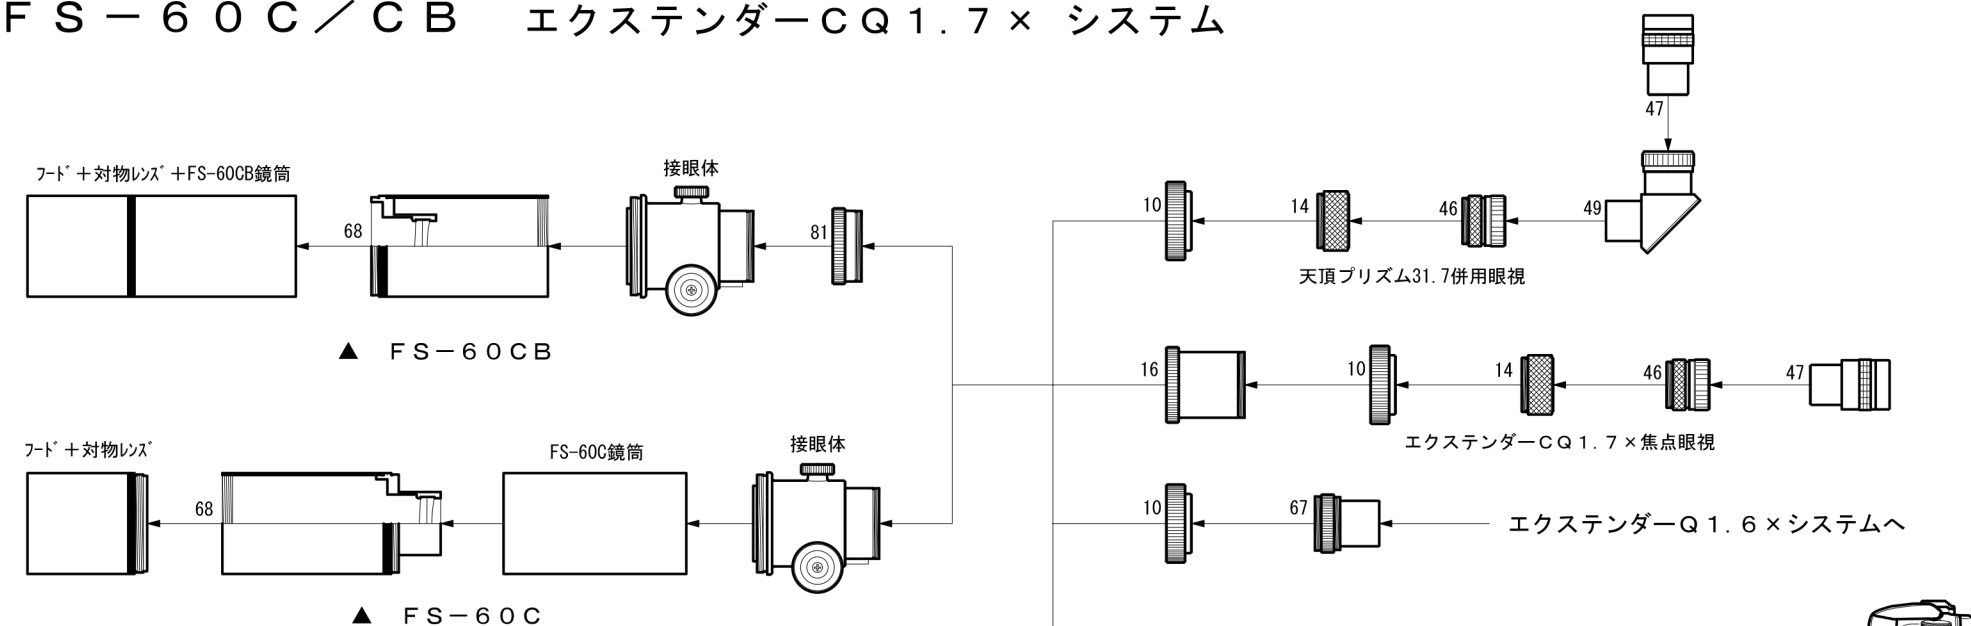 ＦＳ－６０Ｃ／ＣＢ　エクステンダーＣＱ１．７×　システム
47
ﾌｰﾄﾞ＋対物ﾚﾝｽﾞ＋FS-60CB鏡筒
接眼体
68
81
10
14
46
49
天頂プリズム31.7併用眼視
▲　ＦＳ－６０ＣＢ
16
10
14
46
47
エクステンダーＣＱ１．７×焦点眼視
ﾌｰﾄﾞ＋対物ﾚﾝｽﾞ
FS-60C鏡筒
接眼体
68
10
67
エクステンダーＱ１．６×システムへ
▲　ＦＳ－６０Ｃ